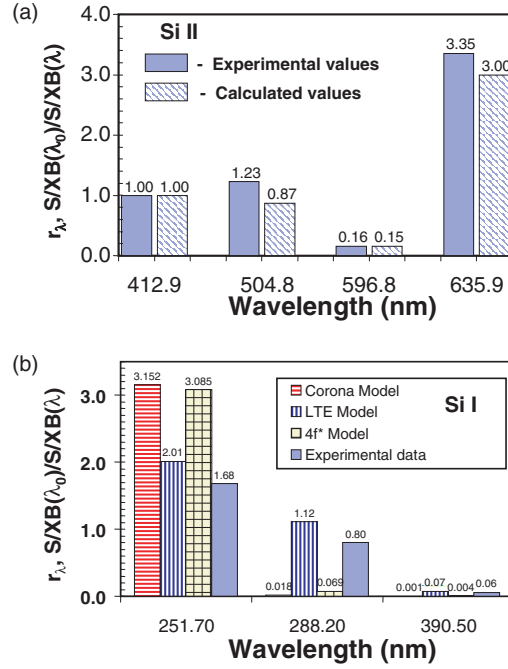 (a)
Si II
- Experimental values
- Calculated values
r_λ, S/XB(λ₀)/S/XB(λ)
4.0
3.0
2.0
1.0
0.0
1.00 1.00 1.23 0.87 0.16 0.15 3.35 3.00
412.9 504.8 596.8 635.9
Wavelength (nm)
(b)
Si I
Corona Model
LTE Model
4f* Model
Experimental data
r_λ, S/XB(λ₀)/S/XB(λ)
3.0
2.0
1.0
0.0
3.152 2.01 3.085 1.68 0.018 1.12 0.069 0.80 0.001 0.07 0.004 0.06
251.70 288.20 390.50
Wavelength (nm)